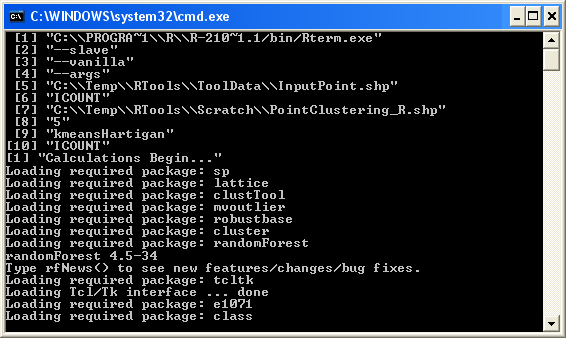 C:\WINDOWS\system32\cmd.exe
[1] "C:\\PROGRA~1\\R\\R-210~1.1/bin/Rterm.exe"
[2] "--slave"
[3] "--vanilla"
[4] "--args"
[5] "C:\\Temp\\RTools\\ToolData\\InputPoint.shp"
[6] "ICOUNT"
[7] "C:\\Temp\\RTools\\Scratch\\PointClustering_R.shp"
[8] "5"
[9] "kmeansHartigan"
[10] "ICOUNT"
[1] "Calculations Begin..."
Loading required package: sp
Loading required package: lattice
Loading required package: clustTool
Loading required package: mvoutlier
Loading required package: robustbase
Loading required package: cluster
Loading required package: randomForest
randomForest 4.5-34
Type rfNews() to see new features/changes/bug fixes.
Loading required package: tcltk
Loading Tcl/Tk interface ... done
Loading required package: e1071
Loading required package: class